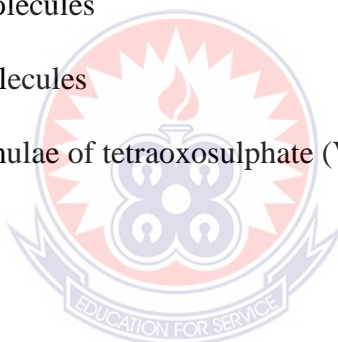 olecules
lecules
nulae of tetraoxosulphate (V
EDUCATION FOR SERVICE